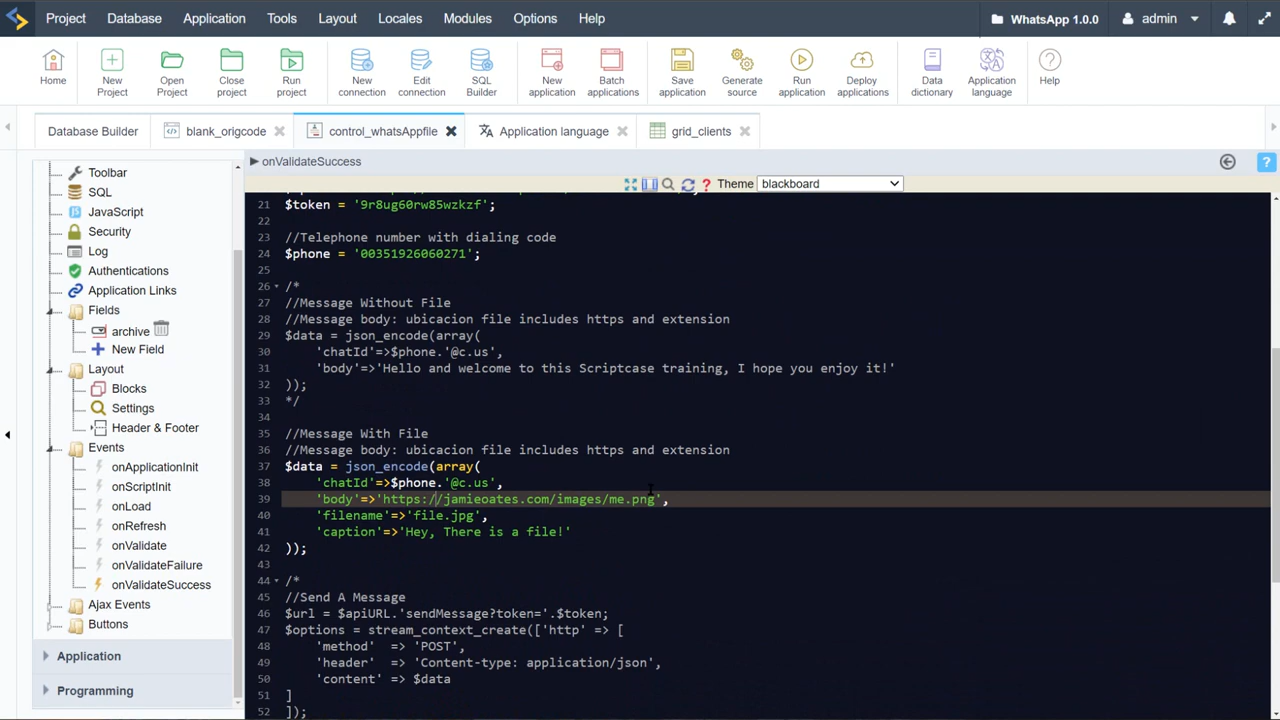 Project Database Application Tools Layout Locales Modules Options Help WhatsApp 1.0.0 admin
Home New Project Open Project Close project Run project New connection Edit connection SQL Builder New application Batch applications Save application Generate source Run application Deploy applications Data dictionary Application language Help
Database Builder blank_origcode control_whatsAppfile Application language grid_clients
Toolbar
SQL
JavaScript
Security
Log
Authentications
Application Links
Fields
archive
New Field
Layout
Blocks
Settings
Header & Footer
Events
onApplicationInit
onScriptInit
onLoad
onRefresh
onValidate
onValidateFailure
onValidateSuccess
Ajax Events
Buttons
Application
Programming
onValidateSuccess
Theme blackboard
21 $token = '9r8ug60rw85wzkzf';
22
23 //Telephone number with dialing code
24 $phone = '00351926060271';
25
26 /*
27 //Message Without File
28 //Message body: ubicacion file includes https and extension
29 $data = json_encode(array(
30 'chatId'=>$phone.'@c.us',
31 'body'=>'Hello and welcome to this Scriptcase training, I hope you enjoy it!'
32 ));
33 */
34
35 //Message With File
36 //Message body: ubicacion file includes https and extension
37 $data = json_encode(array(
38 'chatId'=>$phone.'@c.us',
39 'body'=>'https://jamieoates.com/images/me.png',
40 'filename'=>'file.jpg',
41 'caption'=>'Hey, There is a file!'
42 ));
43
44 /*
45 //Send A Message
46 $url = $apiURL.'sendMessage?token='.$token;
47 $options = stream_context_create(['http' => [
48 'method' => 'POST',
49 'header' => 'Content-type: application/json',
50 'content' => $data
51 ]
52 ]);